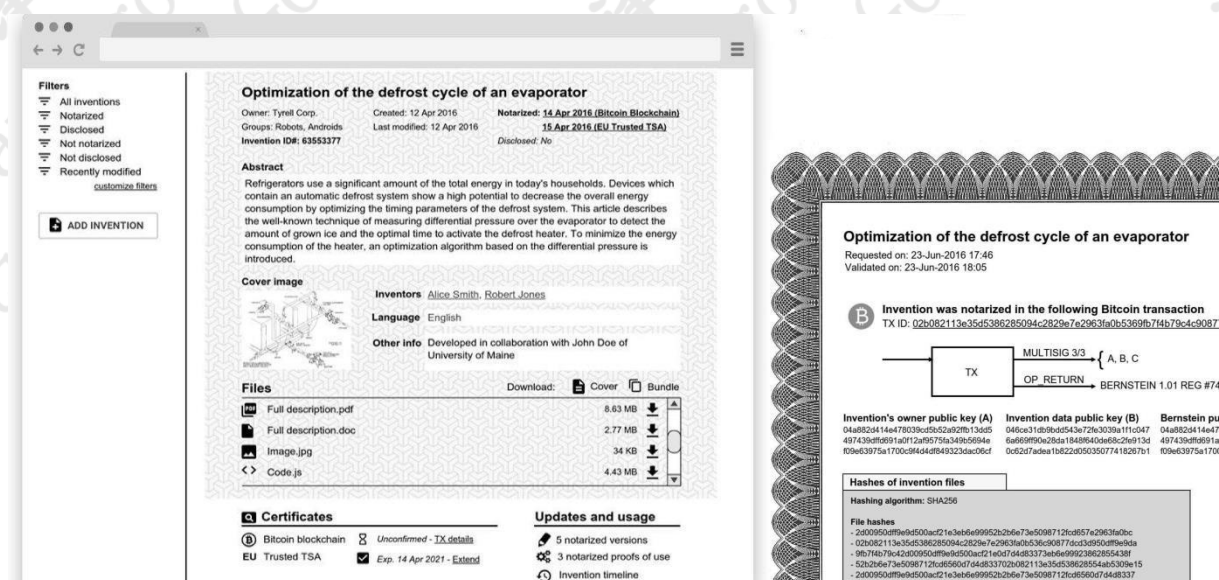 Filters
All inventions
Notarized
Disclosed
Not notarized
Not disclosed
Recently modified
customize filters
ADD INVENTION
Optimization of the defrost cycle of an evaporator
Owner: Tyrell Corp.
Groups: Robots, Androids
Invention ID#: 63553377
Created: 12 Apr 2016
Last modified: 12 Apr 2016
Notarized: 14 Apr 2016 (Bitcoin Blockchain)
15 Apr 2016 (EU Trusted TSA)
Disclosed: No
Abstract
Refrigerators use a significant amount of the total energy in today's households. Devices which
contain an automatic defrost system show a high potential to decrease the overall energy
consumption by optimizing the timing parameters of the defrost system. This article describes
the well-known technique of measuring differential pressure over the evaporator to detect the
amount of grown ice and the optimal time to activate the defrost heater. To minimize the energy
consumption of the heater, an optimization algorithm based on the differential pressure is
introduced.
Cover image
Inventors Alice Smith, Robert Jones
Language English
Other info Developed in collaboration with John Doe of
University of Maine
Files
Download: Cover Bundle
PDF Full description.pdf 8.63 MB
Full description.doc 2.77 MB
Image.jpg 34 KB
Code.js 4.43 MB
Certificates
Bitcoin blockchain Unconfirmed - TX details
EU Trusted TSA Exp. 14 Apr 2021 - Extend
Updates and usage
5 notarized versions
3 notarized proofs of use
Invention timeline
Optimization of the defrost cycle of an evaporator
Requested on: 23-Jun-2016 17:46
Validated on: 23-Jun-2016 18:05
Invention was notarized in the following Bitcoin transaction
TX ID: 02b082113e35d5386285094c2829e7e2963fa0b5369fb7f4b79c4c9087
TX
MULTISIG 3/3
A, B, C
OP_RETURN
BERNSTEIN 1.01 REG #74
Invention's owner public key (A)
04a882d414e478039cd5b52a92ffb13dd5
497439dffd691a0f12af9575fa349b5694e
f09e63975a1700c9f4d4df849323dac06cf
Invention data public key (B)
046ce31db9bdd543e72fe3039a1f1c047
6a669ff90e28da1848f640de68c2fe913d
0c62d7adea1b822d05035077418267b1
Bernstein pu
04a882d414e47
497439dffd691a
f09e63975a170
Hashes of invention files
Hashing algorithm: SHA256
File hashes
- 2d00950dff9e9d500acf21e3eb6e99952b2b6e73e5098712fcd657e2963fa0bc
- 02b082113e35d5386285094c2829e7e2963fa0b536c90877dcd3d950dff9e9da
- 9fb7f4b79c42d00950dff9e9d500acf21e0d7d4d83373eb6e99923862855438f
- 52b2b6e73e5098712fcd6560d7d4d833702b082113e35d538628554ab5309e15
- 2d00950dff9e9d500acf21e3eb6e99952b2b6e73e5098712fcd6560d7d4d8337